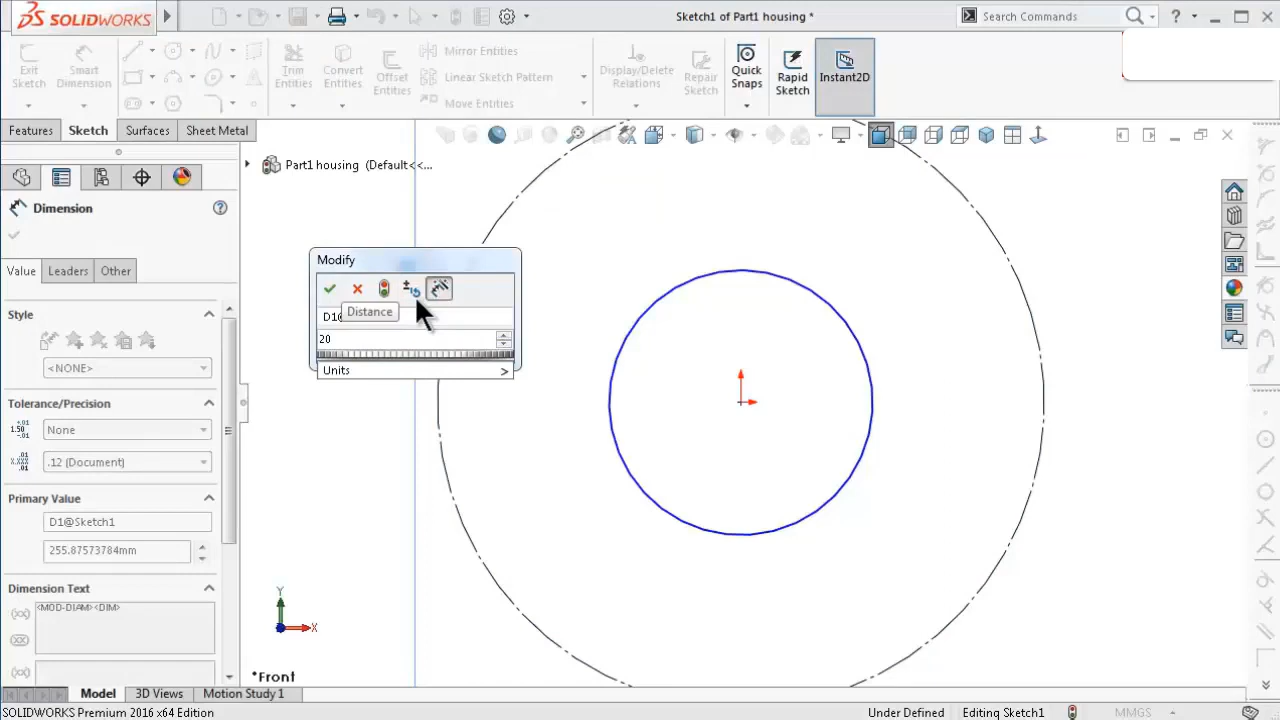 SOLIDWORKS
Sketch1 of Part1 housing *
Search Commands
Exit Sketch
Smart Dimension
Trim Entities
Convert Entities
Offset Entities
Mirror Entities
Linear Sketch Pattern
Move Entities
Display/Delete Relations
Repair Sketch
Quick Snaps
Rapid Sketch
Instant2D
Features
Sketch
Surfaces
Sheet Metal
Part1 housing (Default<<...
Dimension
Value
Leaders
Other
Style
<NONE>
Tolerance/Precision
None
.12 (Document)
Primary Value
D1@Sketch1
255.87573784mm
Dimension Text
<MOD-DIAM><DIM>
Modify
D1@
Distance
20
Units >
Y
X
*Front
Model
3D Views
Motion Study 1
SOLIDWORKS Premium 2016 x64 Edition
Under Defined
Editing Sketch1
MMGS